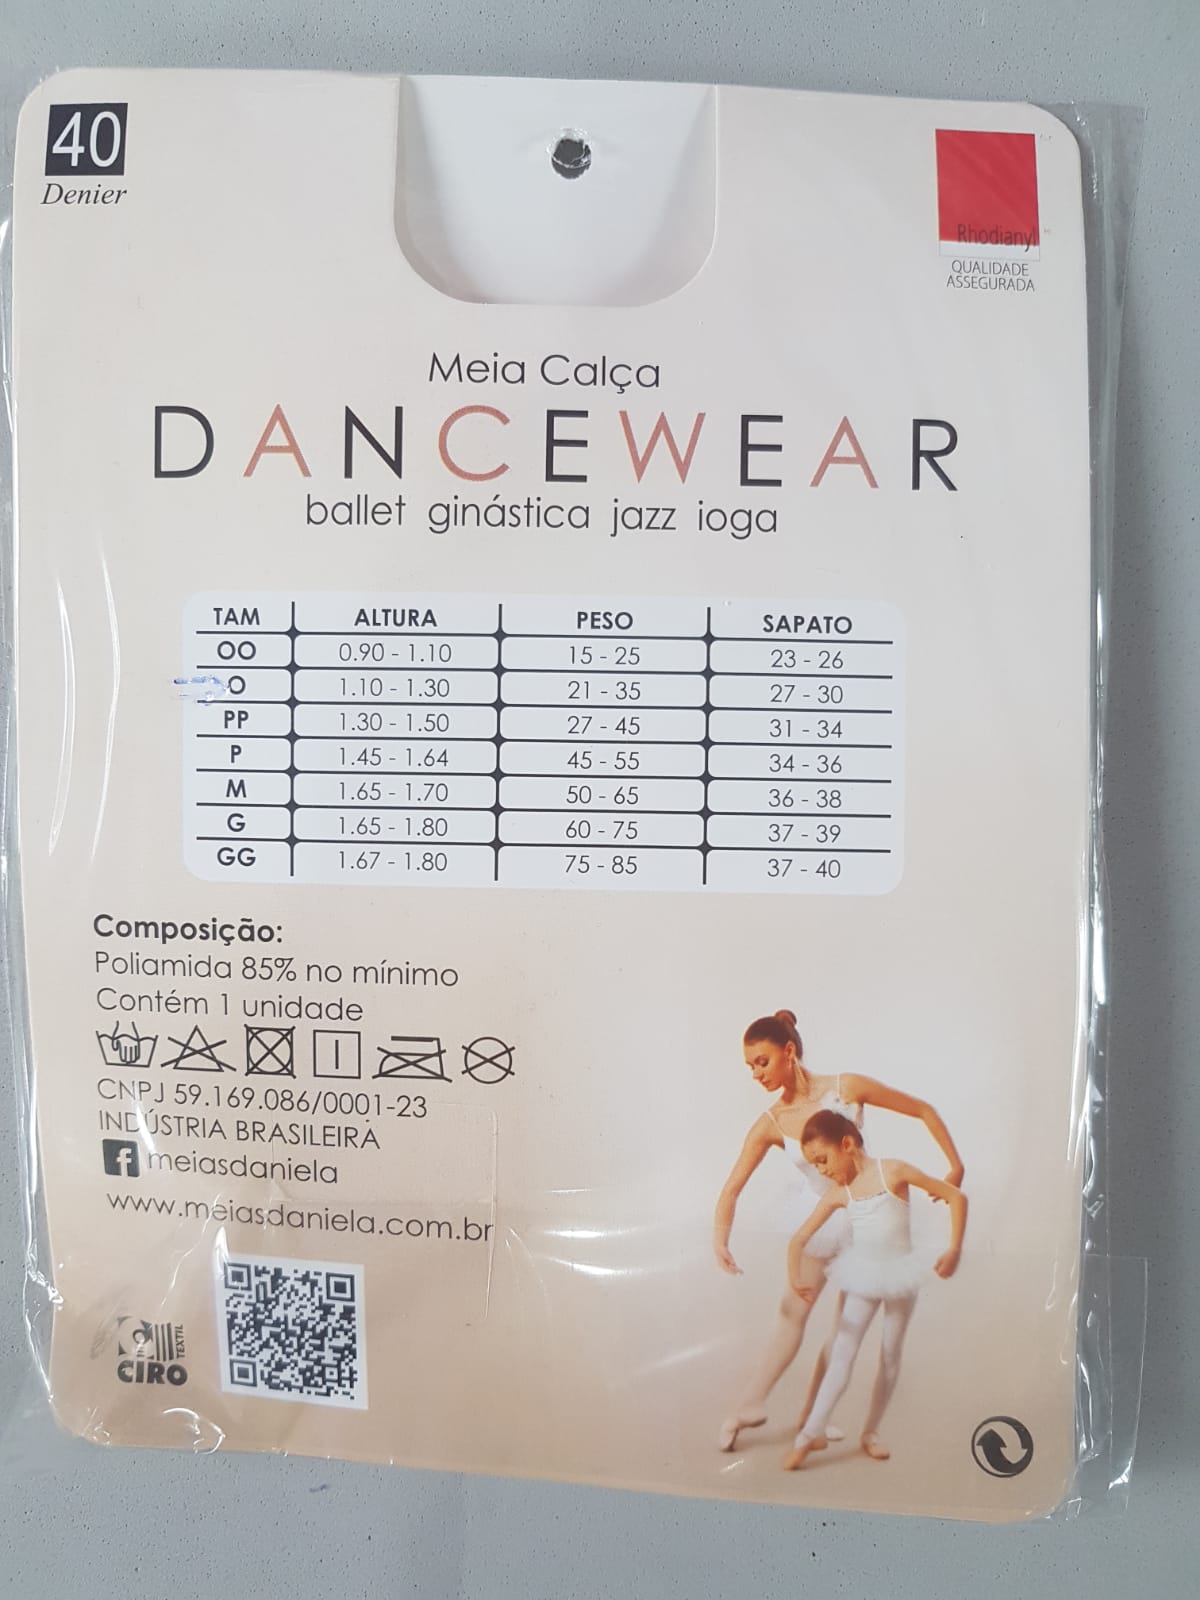 40
Denier
Rhodianyl
QUALIDADE
ASSEGURADA
Meia Calça
DANCEWEAR
ballet ginástica jazz ioga
TAM ALTURA PESO SAPATO
OO 0.90 - 1.10 15 - 25 23 - 26
O 1.10 - 1.30 21 - 35 27 - 30
PP 1.30 - 1.50 27 - 45 31 - 34
P 1.45 - 1.64 45 - 55 34 - 36
M 1.65 - 1.70 50 - 65 36 - 38
G 1.65 - 1.80 60 - 75 37 - 39
GG 1.67 - 1.80 75 - 85 37 - 40
Composição:
Poliamida 85% no mínimo
Contém 1 unidade
CNPJ 59.169.086/0001-23
INDÚSTRIA BRASILEIRA
f meiasdaniela
www.meiasdaniela.com.br
TEXTIL
CIRO